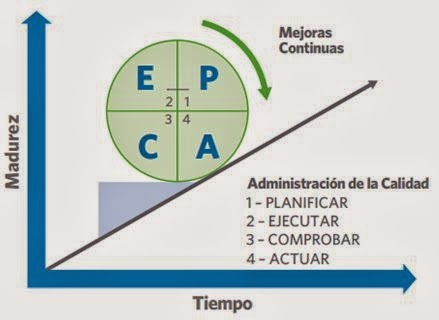 Mejoras
Continuas
E P
2 1
3 4
C A
Madurez
Administración de la Calidad
1 – PLANIFICAR
2 – EJECUTAR
3 – COMPROBAR
4 – ACTUAR
Tiempo